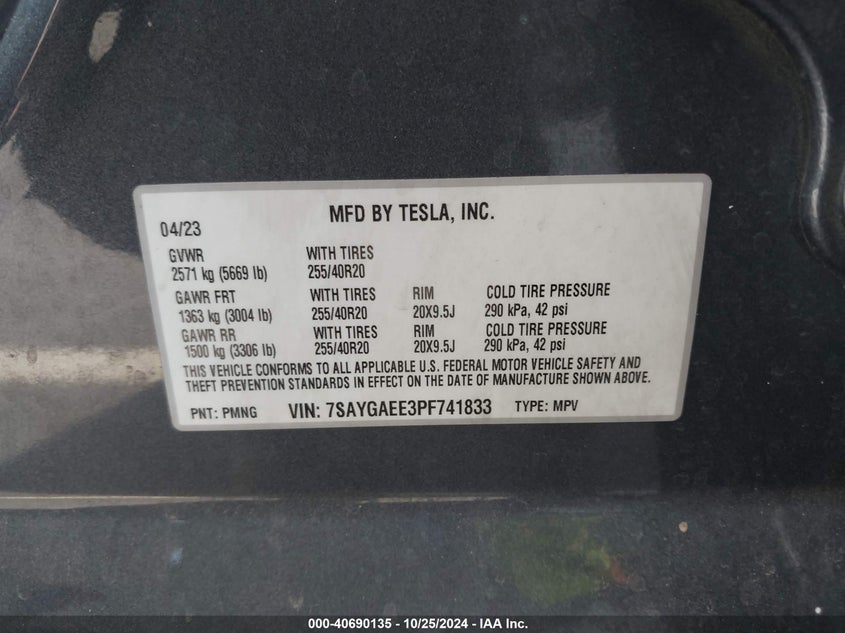 MFD BY TESLA, INC.
04/23
GVWR WITH TIRES
2571 kg (5669 lb) 255/40R20
GAWR FRT WITH TIRES RIM COLD TIRE PRESSURE
1363 kg (3004 lb) 255/40R20 20X9.5J 290 kPa, 42 psi
GAWR RR WITH TIRES RIM COLD TIRE PRESSURE
1500 kg (3306 lb) 255/40R20 20X9.5J 290 kPa, 42 psi
THIS VEHICLE CONFORMS TO ALL APPLICABLE U.S. FEDERAL MOTOR VEHICLE SAFETY AND
THEFT PREVENTION STANDARDS IN EFFECT ON THE DATE OF MANUFACTURE SHOWN ABOVE.
PNT: PMNG VIN: 7SAYGAEE3PF741833 TYPE: MPV
000-40690135 - 10/25/2024 - IAA Inc.